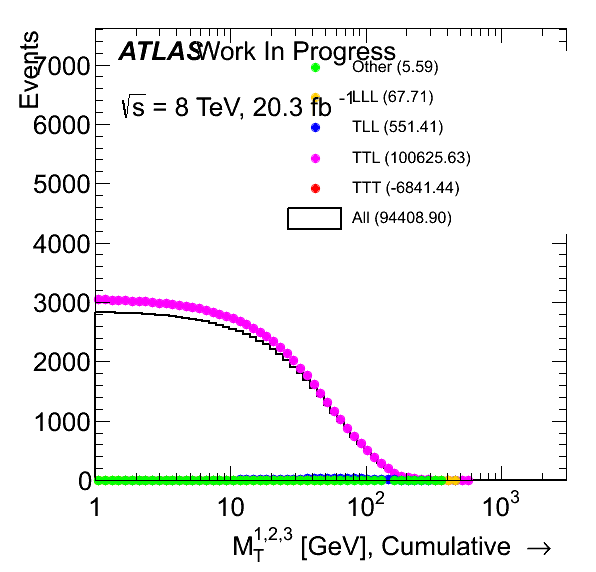 Events
ATLAS Work In Progress
√s = 8 TeV, 20.3 fb -1
Other (5.59)
LLL (67.71)
TLL (551.41)
TTL (100625.63)
TTT (-6841.44)
All (94408.90)
7000
6000
5000
4000
3000
2000
1000
0
1 10 10² 10³
M_T^1,2,3 [GeV], Cumulative →